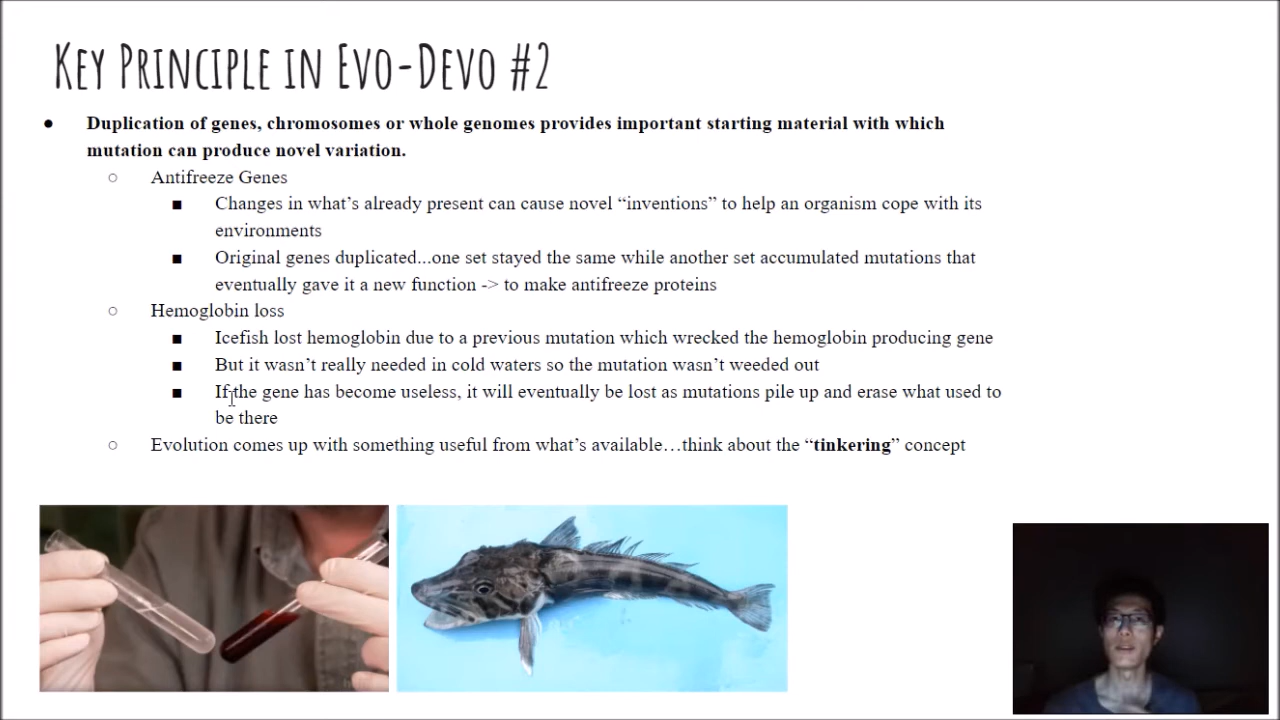 Key Principle in Evo-Devo #2
● Duplication of genes, chromosomes or whole genomes provides important starting material with which
mutation can produce novel variation.
○ Antifreeze Genes
■ Changes in what’s already present can cause novel “inventions” to help an organism cope with its
environments
■ Original genes duplicated...one set stayed the same while another set accumulated mutations that
eventually gave it a new function -> to make antifreeze proteins
○ Hemoglobin loss
■ Icefish lost hemoglobin due to a previous mutation which wrecked the hemoglobin producing gene
■ But it wasn’t really needed in cold waters so the mutation wasn’t weeded out
■ If the gene has become useless, it will eventually be lost as mutations pile up and erase what used to
be there
○ Evolution comes up with something useful from what’s available…think about the “tinkering” concept